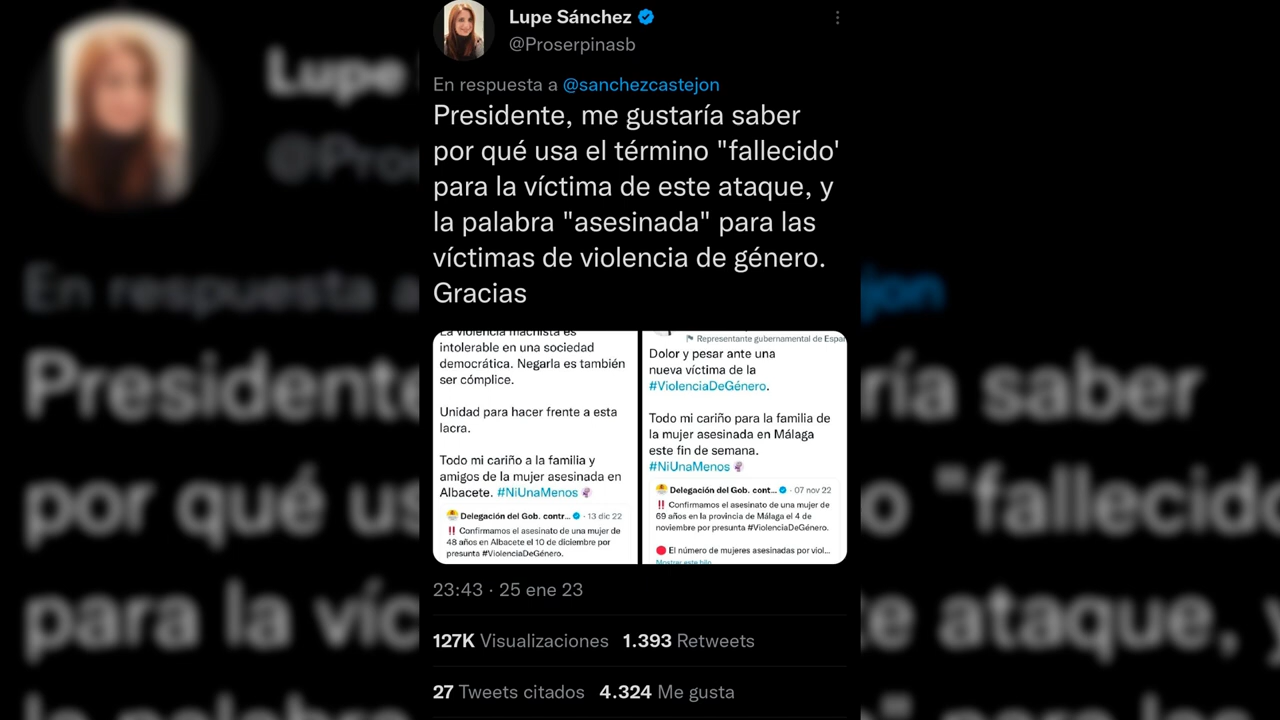 Lupe Sánchez
@Proserpinasb
En respuesta a @sanchezcastejon
Presidente, me gustaría saber
por qué usa el término "fallecido'
para la víctima de este ataque, y
la palabra "asesinada" para las
víctimas de violencia de género.
Gracias
La violencia machista es
intolerable en una sociedad
democrática. Negarla es también
ser cómplice.
Unidad para hacer frente a esta
lacra.
Todo mi cariño a la familia y
amigos de la mujer asesinada en
Albacete. #NiUnaMenos
Delegación del Gob. contr... · 13 dic 22
‼ Confirmamos el asesinato de una mujer de
48 años en Albacete el 10 de diciembre por
presunta #ViolenciaDeGénero.
Representante gubernamental de Espa
Dolor y pesar ante una
nueva víctima de la
#ViolenciaDeGénero.
Todo mi cariño para la familia de
la mujer asesinada en Málaga
este fin de semana.
#NiUnaMenos
Delegación del Gob. cont... · 07 nov 22
‼ Confirmamos el asesinato de una mujer de
69 años en la provincia de Málaga el 4 de
noviembre por presunta #ViolenciaDeGénero.
El número de mujeres asesinadas por viol...
Mostrar este hilo
23:43 · 25 ene 23
127K Visualizaciones 1.393 Retweets
27 Tweets citados 4.324 Me gusta